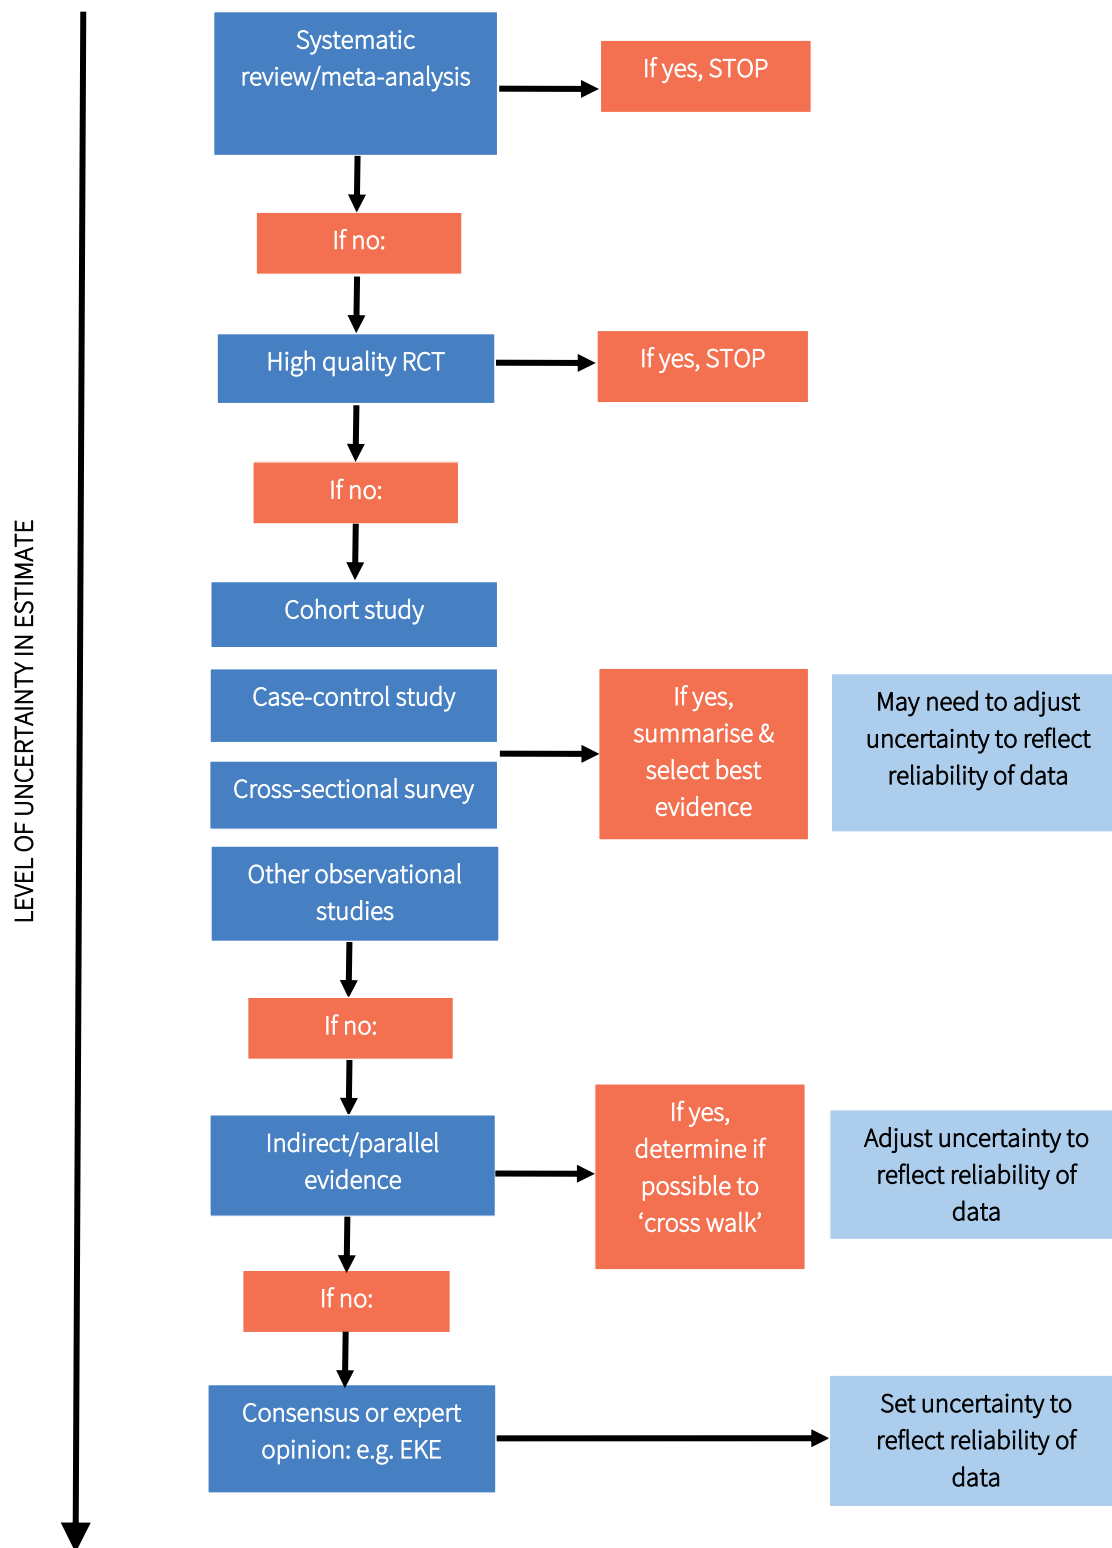 Systematic
review/meta-analysis
If yes, STOP
If no:
High quality RCT
If yes, STOP
If no:
LEVEL OF UNCERTAINTY IN ESTIMATE
Cohort study
Case-control study
Cross-sectional survey
Other observational
studies
If yes,
summarise &
select best
evidence
May need to adjust
uncertainty to reflect
reliability of data
If no:
Indirect/parallel
evidence
If yes,
determine if
possible to
‘cross walk’
Adjust uncertainty to
reflect reliability of
data
If no:
Consensus or expert
opinion: e.g. EKE
Set uncertainty to
reflect reliability of
data